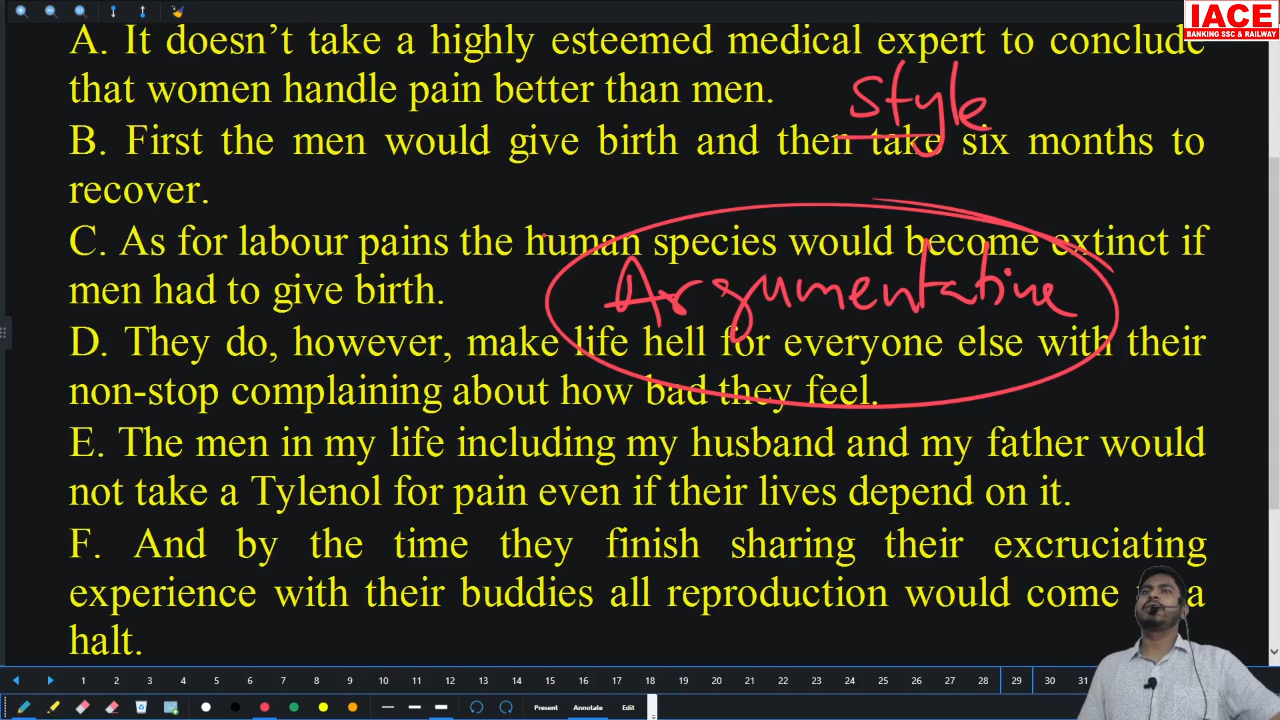 IACE
BANKING SSC & RAILWAY
A. It doesn’t take a highly esteemed medical expert to conclude
that women handle pain better than men.
style
B. First the men would give birth and then take six months to
recover.
C. As for labour pains the human species would become extinct if
men had to give birth.
Argumentative
D. They do, however, make life hell for everyone else with their
non-stop complaining about how bad they feel.
E. The men in my life including my husband and my father would
not take a Tylenol for pain even if their lives depend on it.
F. And by the time they finish sharing their excruciating
experience with their buddies all reproduction would come a
halt.
1 2 3 4 5 6 7 8 9 10 11 12 13 14 15 16 17 18 19 20 21 22 23 24 25 26 27 28 29 30 31
Present Annotate Edit